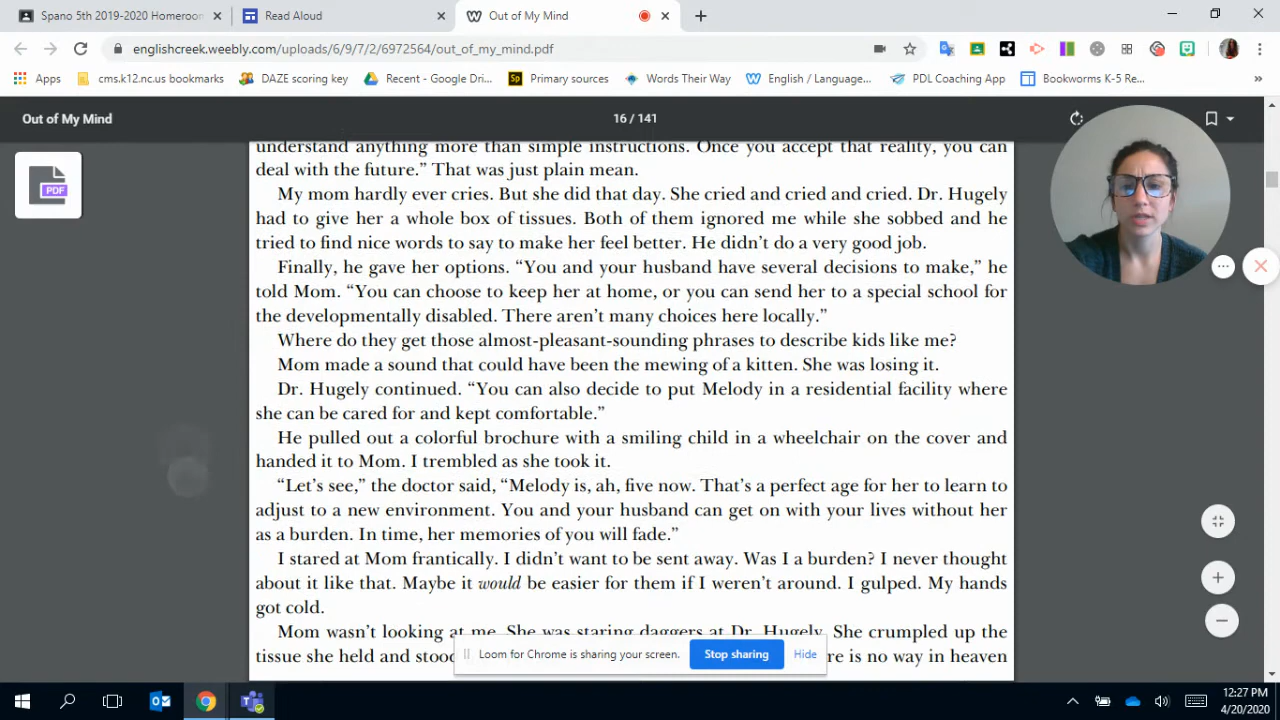 Spano 5th 2019-2020 Homeroom
Read Aloud
Out of My Mind
englishcreek.weebly.com/uploads/6/9/7/2/6972564/out_of_my_mind.pdf
Apps
cms.k12.nc.us bookmarks
DAZE scoring key
Recent - Google Dri...
Sp
Primary sources
Words Their Way
English / Language...
PDL Coaching App
Bookworms K-5 Re...
»
Out of My Mind
16 / 141
PDF
understand anything more than simple instructions. Once you accept that reality, you can
deal with the future.” That was just plain mean.
My mom hardly ever cries. But she did that day. She cried and cried and cried. Dr. Hugely
had to give her a whole box of tissues. Both of them ignored me while she sobbed and he
tried to find nice words to say to make her feel better. He didn’t do a very good job.
Finally, he gave her options. “You and your husband have several decisions to make,” he
told Mom. “You can choose to keep her at home, or you can send her to a special school for
the developmentally disabled. There aren’t many choices here locally.”
Where do they get those almost-pleasant-sounding phrases to describe kids like me?
Mom made a sound that could have been the mewing of a kitten. She was losing it.
Dr. Hugely continued. “You can also decide to put Melody in a residential facility where
she can be cared for and kept comfortable.”
He pulled out a colorful brochure with a smiling child in a wheelchair on the cover and
handed it to Mom. I trembled as she took it.
“Let’s see,” the doctor said, “Melody is, ah, five now. That’s a perfect age for her to learn to
adjust to a new environment. You and your husband can get on with your lives without her
as a burden. In time, her memories of you will fade.”
I stared at Mom frantically. I didn’t want to be sent away. Was I a burden? I never thought
about it like that. Maybe it would be easier for them if I weren’t around. I gulped. My hands
got cold.
Mom wasn’t looking at me. She was staring daggers at Dr. Hugely. She crumpled up the
tissue she held and stoo
re is no way in heaven
Loom for Chrome is sharing your screen.
Stop sharing
Hide
12:27 PM
4/20/2020